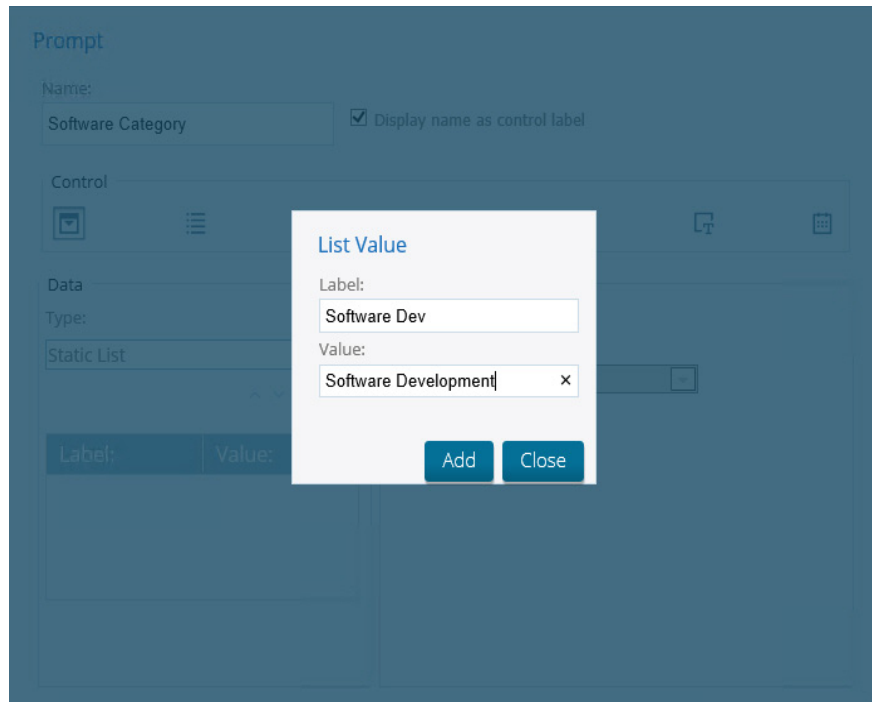 Prompt
Name:
Software Category
Display name as control label
Control
Data
Type:
Static List
Label: Value:
List Value
Label:
Software Dev
Value:
Software Development
Add Close